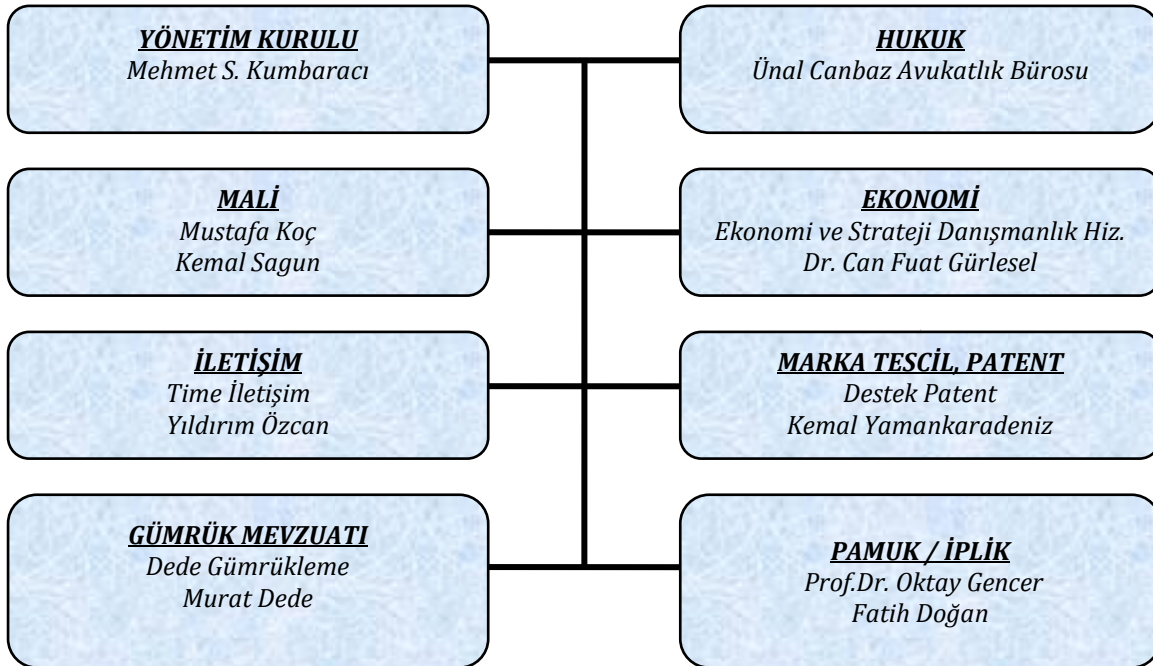 YÖNETİM KURULU
Mehmet S. Kumbaracı
HUKUK
Ünal Canbaz Avukatlık Bürosu
MALİ
Mustafa Koç
Kemal Sagun
EKONOMİ
Ekonomi ve Strateji Danışmanlık Hiz.
Dr. Can Fuat Gürlesel
İLETİŞİM
Time İletişim
Yıldırım Özcan
MARKA TESCİL, PATENT
Destek Patent
Kemal Yamankaradeniz
GÜMRÜK MEVZUATI
Dede Gümrükleme
Murat Dede
PAMUK / İPLİK
Prof.Dr. Oktay Gencer
Fatih Doğan